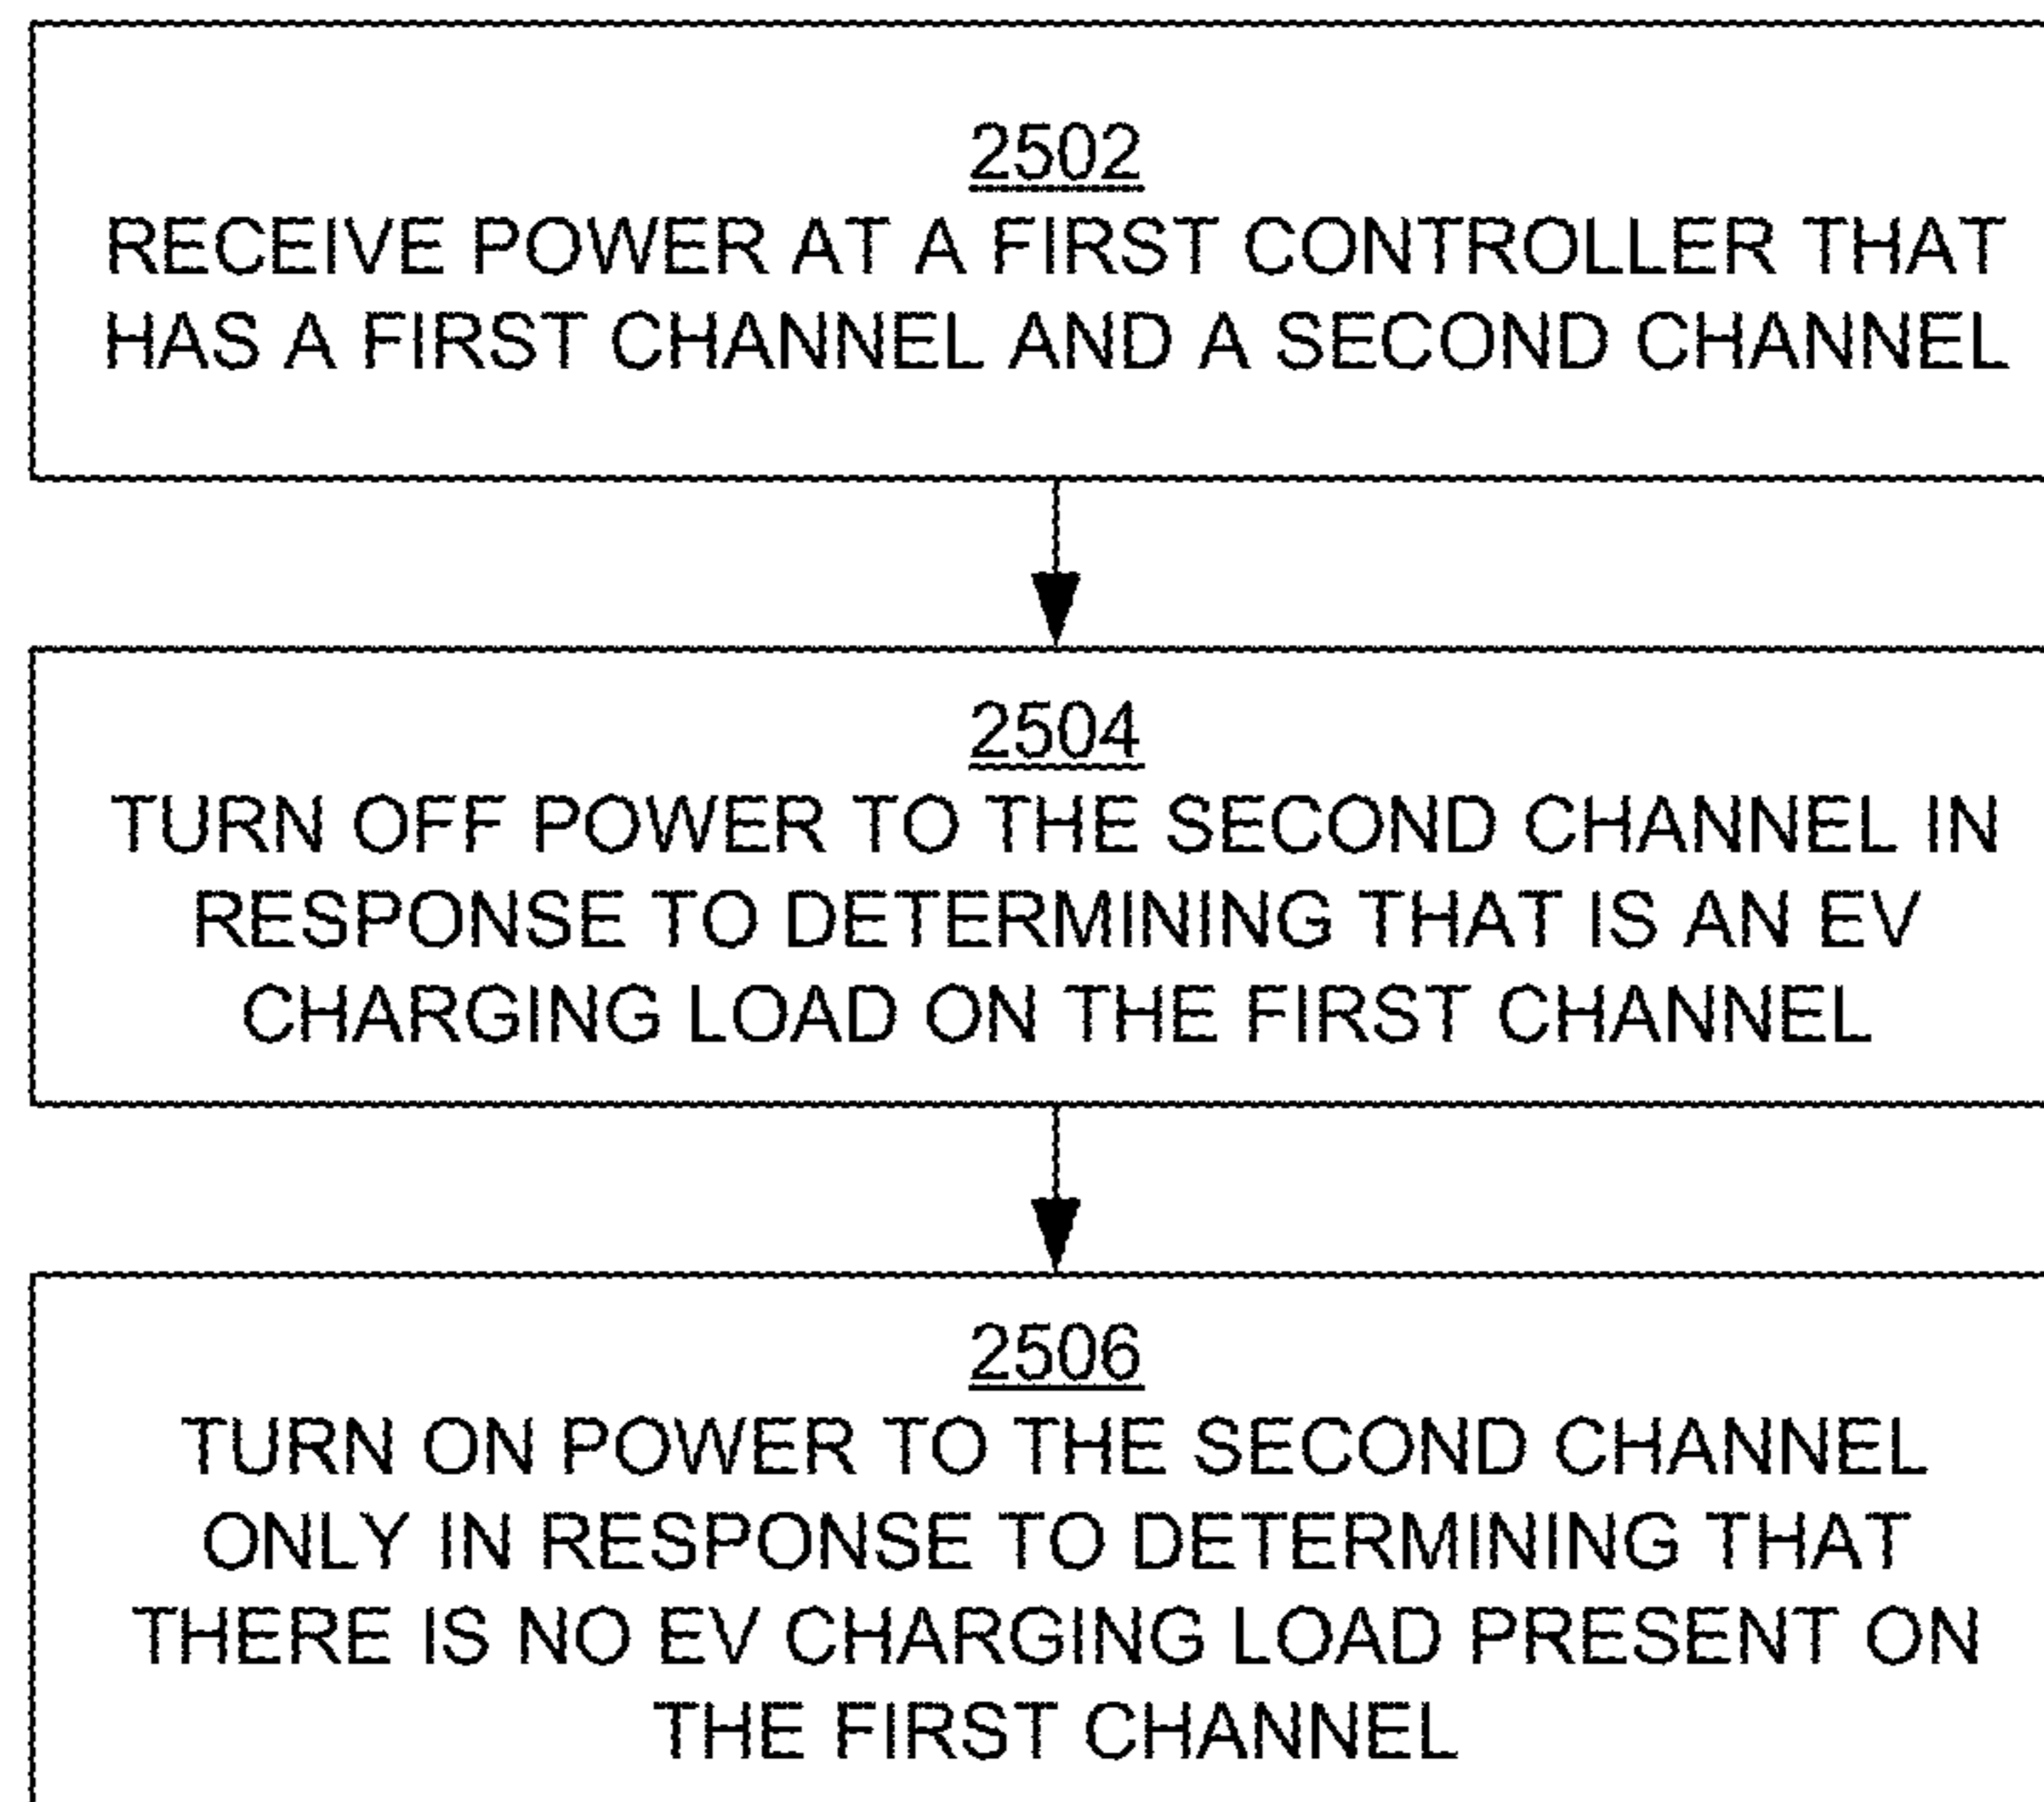 2502
RECEIVE POWER AT A FIRST CONTROLLER THAT
HAS A FIRST CHANNEL AND A SECOND CHANNEL
2504
TURN OFF POWER TO THE SECOND CHANNEL IN
RESPONSE TO DETERMINING THAT IS AN EV
CHARGING LOAD ON THE FIRST CHANNEL
2506
TURN ON POWER TO THE SECOND CHANNEL
ONLY IN RESPONSE TO DETERMINING THAT
THERE IS NO EV CHARGING LOAD PRESENT ON
THE FIRST CHANNEL